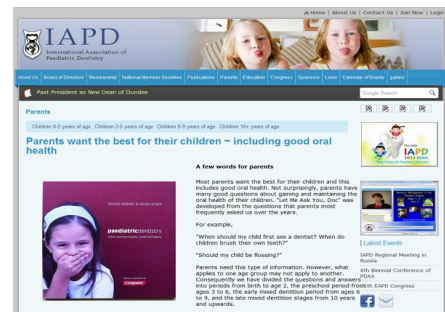 Home | About Us | Contact Us | Join Now | Login
IAPD
International Association of
Paediatric Dentistry
About Us Board of Directors Membership National Member Societies Publications Parents Education Congress Sponsors Links Calendar of Events gallery
Past President as New Dean of Dundee
Google Search
Parents
Children 0-2 years of age Children 2-5 years of age Children 6-9 years of age Children 10+ years of age
Parents want the best for their children ~ including good oral
health
A few words for parents
Most parents want the best for their children and this
includes good oral health. Not surprisingly, parents have
many good questions about gaining and maintaining the
oral health of their children. "Let Me Ask You, Doc" was
developed from the questions that parents most
frequently asked us over the years.
For example,
"When should my child first see a dentist? When do
children brush their own teeth?"
"Should my child be flossing?"
Parents need this type of information. However, what
applies to one age group may not apply to another.
Consequently we have divided the questions and answers
into periods from birth to age 2, the preschool period from
ages 3 to 6, the early mixed dentition period from ages 6
to 9, and the late mixed dentition stages from 10 years
and upwards.
paediatricdentistry
Colgate
IAPD
Latest Events
IAPD Regional Meeting in
Russia
8th Biennial Conference of
PDAA
24th EAPD Congress